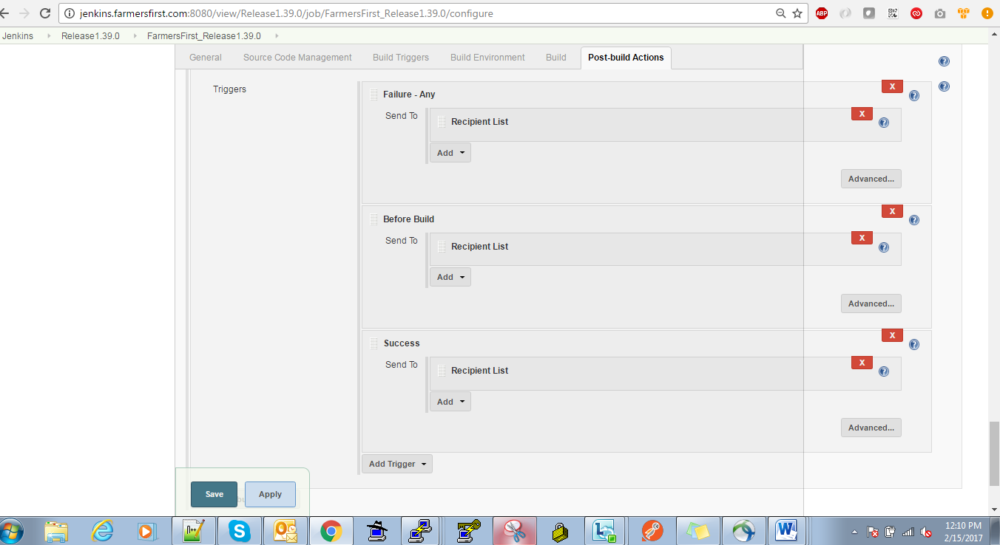 jenkins.farmersfirst.com:8080/view/Release1.39.0/job/FarmersFirst_Release1.39.0/configure
ABP
Jenkins Release1.39.0 FarmersFirst_Release1.39.0
General Source Code Management Build Triggers Build Environment Build Post-build Actions
?
Triggers
X
?
?
Failure - Any
Send To
X
Recipient List
?
Add
Advanced...
X
Before Build
?
Send To
X
Recipient List
?
Add
Advanced...
X
Success
?
Send To
X
Recipient List
?
Add
Advanced...
Add Trigger
Save Apply
12:10 PM
2/15/2017